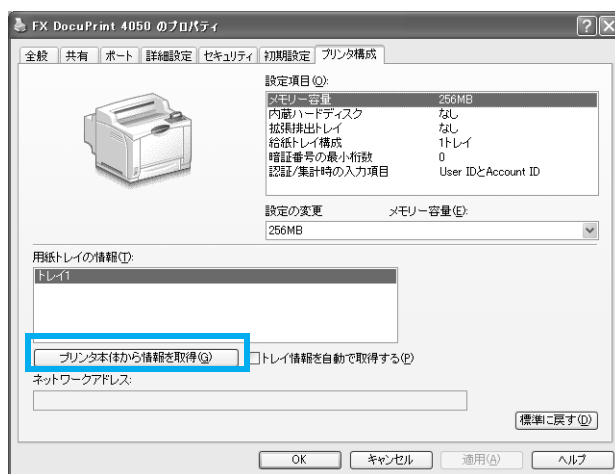 FX DocuPrint 4050 のプロパティ
全般 共有 ポート 詳細設定 セキュリティ 初期設定 プリンタ構成
設定項目(O):
メモリー容量 256MB
内蔵ハードディスク なし
拡張排出トレイ なし
給紙トレイ構成 1トレイ
暗証番号の最小桁数 0
認証/集計時の入力項目 User IDとAccount ID
設定の変更 メモリー容量(E):
256MB
用紙トレイの情報(T):
トレイ1
プリンタ本体から情報を取得(G) トレイ情報を自動で取得する(P)
ネットワークアドレス:
標準に戻す(D)
OK キャンセル 適用(A) ヘルプ